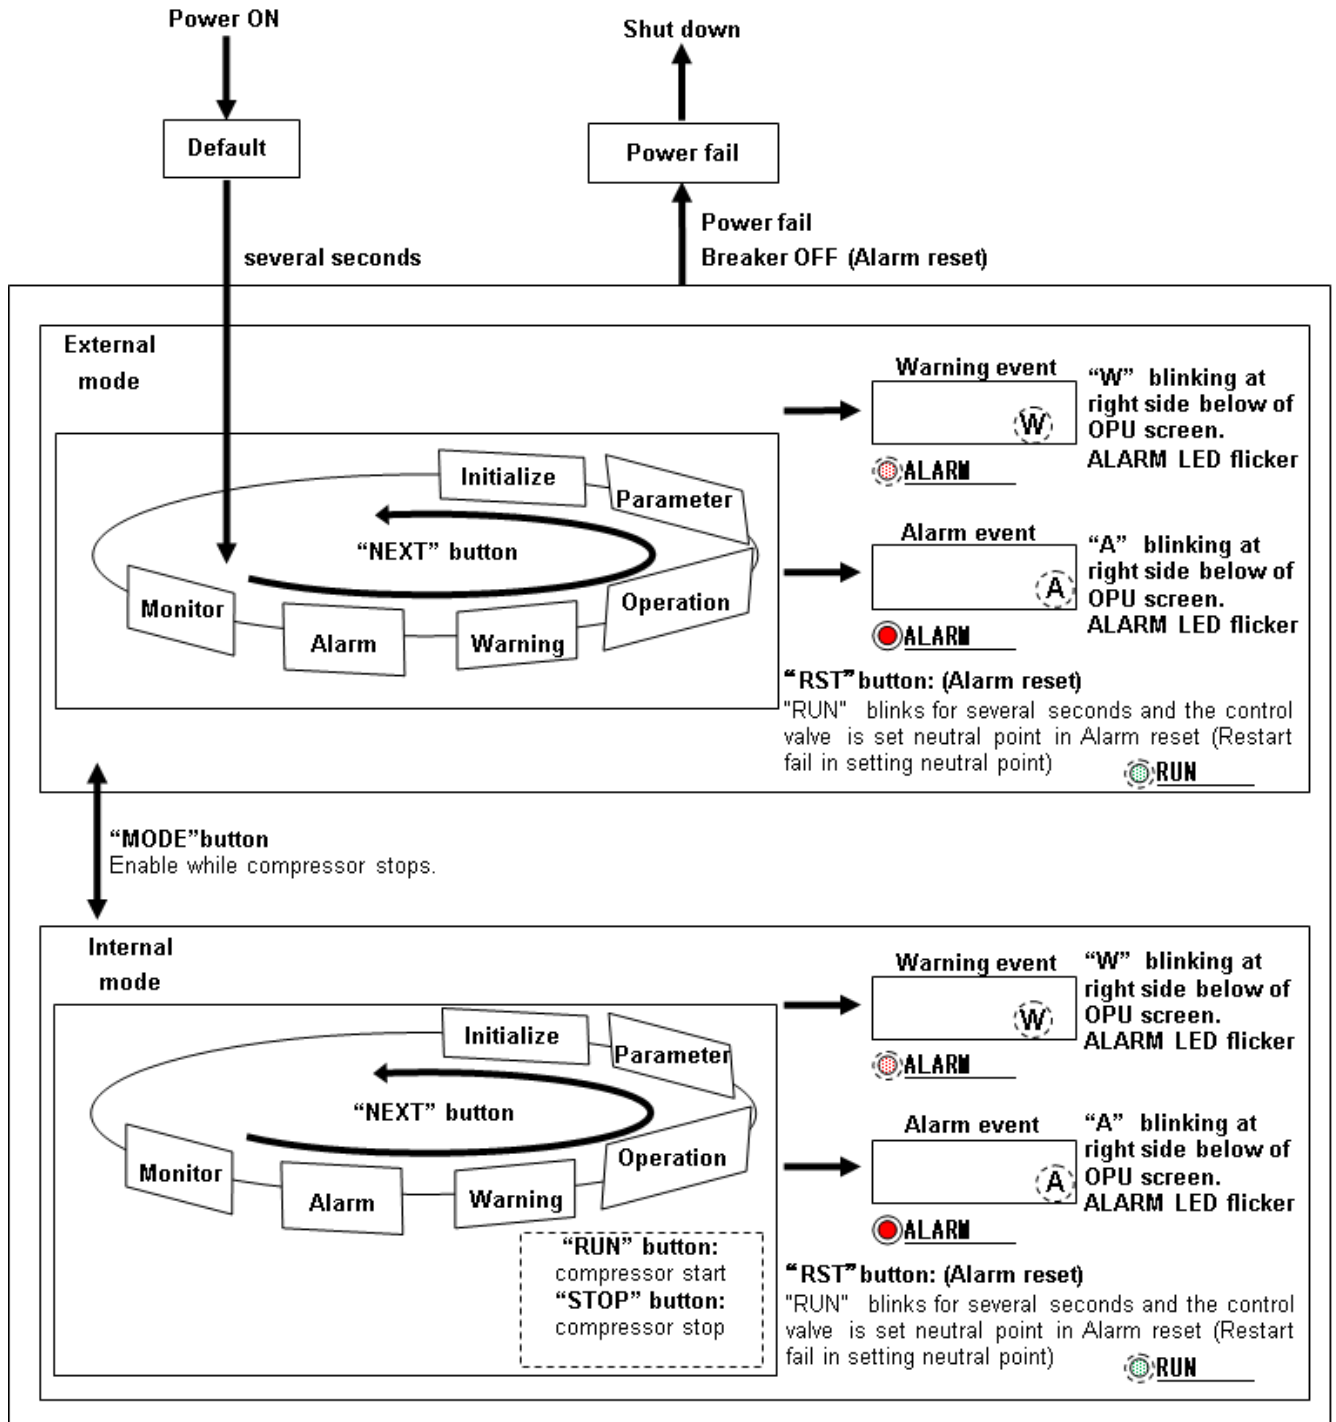 Power ON
Shut down
Default
Power fail
Power fail
several seconds
Breaker OFF (Alarm reset)
External
mode
Warning event
"W" blinking at
right side below of
OPU screen.
ALARM LED flicker
W
ALARM
Initialize
Parameter
"NEXT" button
Monitor
Alarm
Warning
Operation
Alarm event
"A" blinking at
right side below of
OPU screen.
ALARM LED flicker
A
ALARM
"RST" button: (Alarm reset)
"RUN" blinks for several seconds and the control
valve is set neutral point in Alarm reset (Restart
fail in setting neutral point)
RUN
"MODE"button
Enable while compressor stops.
Internal
mode
Warning event
"W" blinking at
right side below of
OPU screen.
ALARM LED flicker
W
ALARM
Initialize
Parameter
"NEXT" button
Monitor
Alarm
Warning
Operation
Alarm event
"A" blinking at
right side below of
OPU screen.
ALARM LED flicker
A
ALARM
"RUN" button:
compressor start
"STOP" button:
compressor stop
"RST" button: (Alarm reset)
"RUN" blinks for several seconds and the control
valve is set neutral point in Alarm reset (Restart
fail in setting neutral point)
RUN